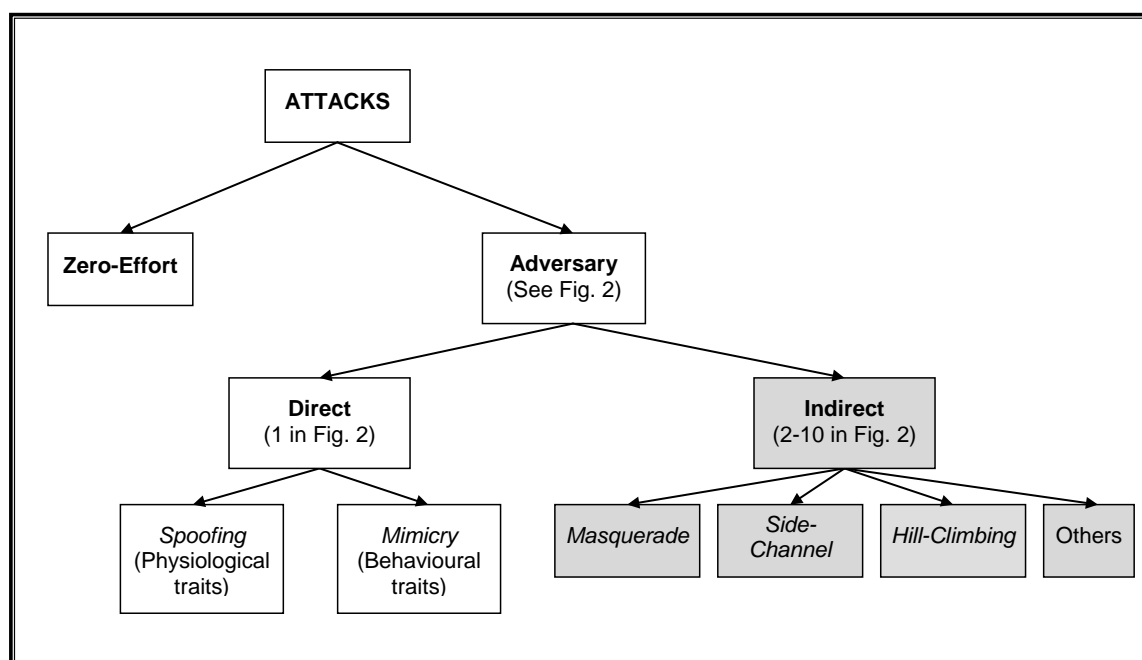 ATTACKS
Zero-Effort
Adversary
(See Fig. 2)
Direct
(1 in Fig. 2)
Indirect
(2-10 in Fig. 2)
Spoofing
(Physiological
traits)
Mimicry
(Behavioural
traits)
Masquerade
Side-
Channel
Hill-Climbing
Others